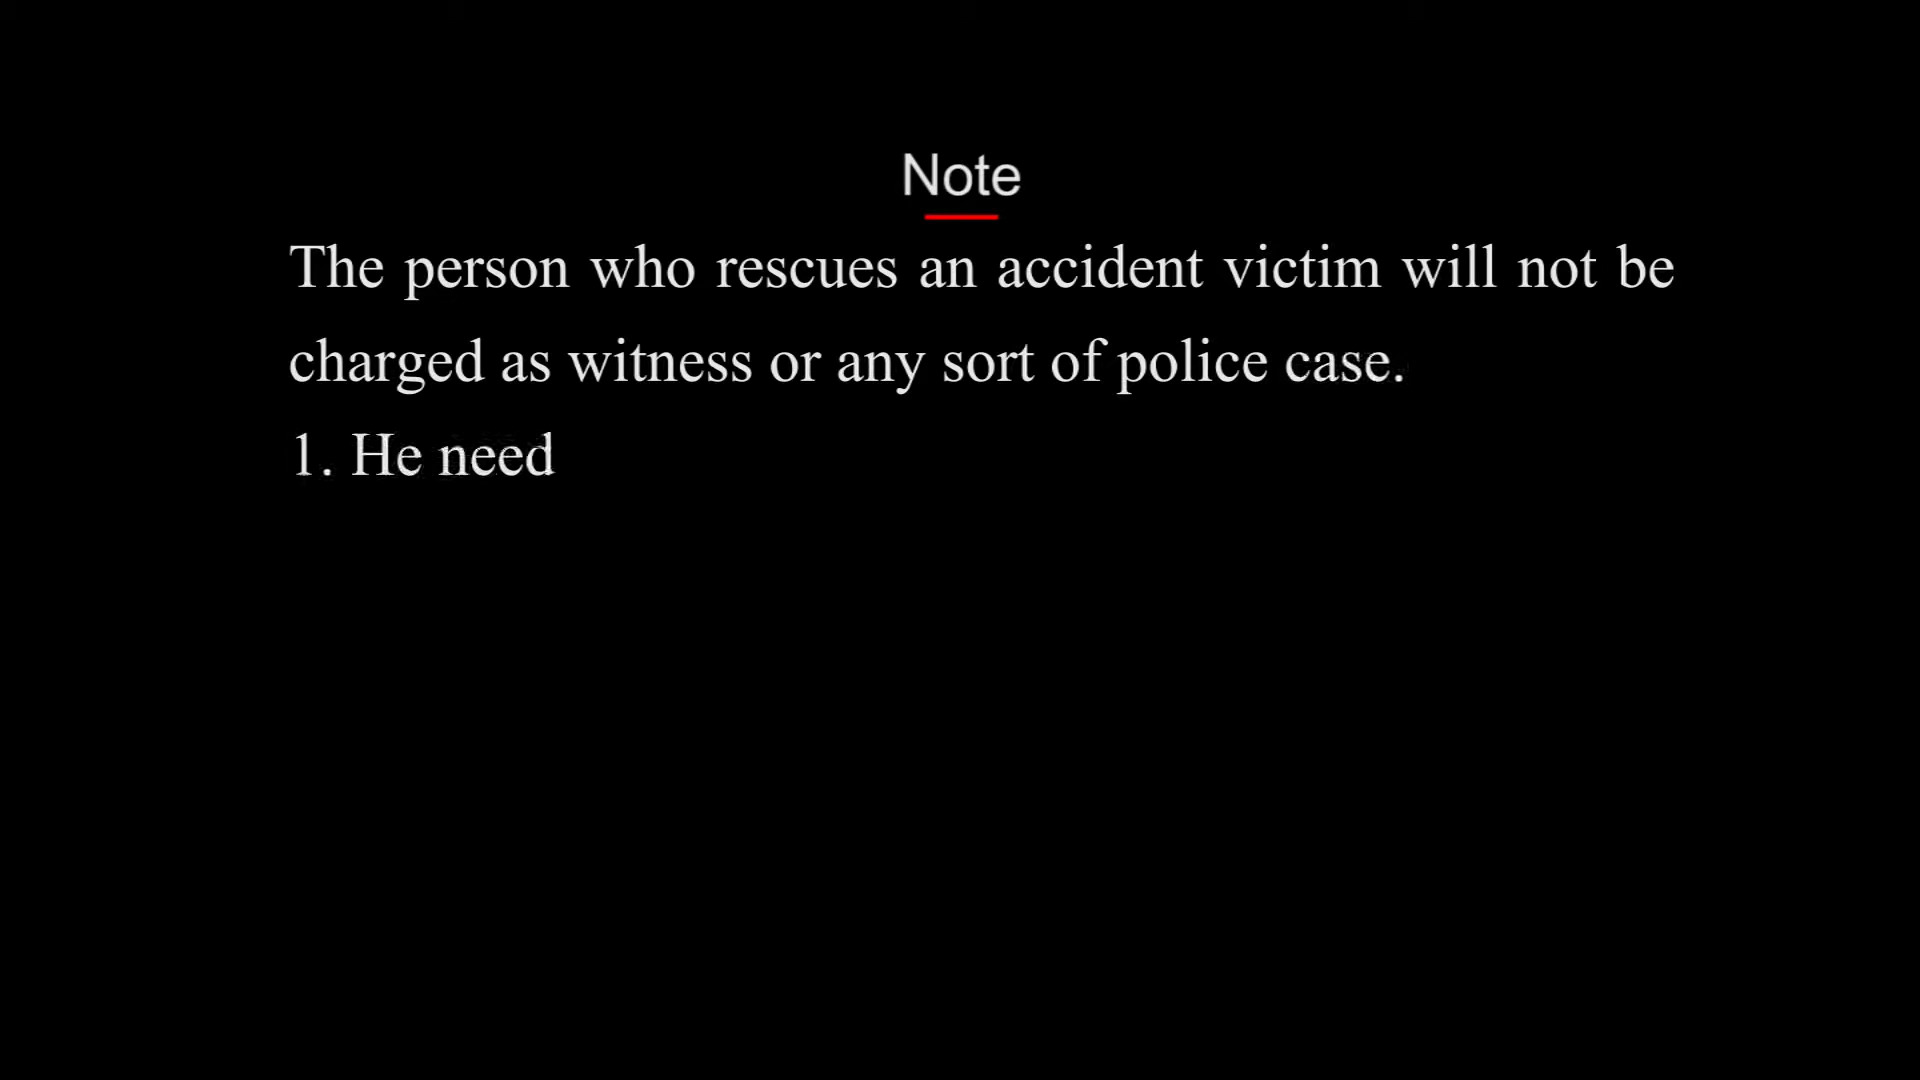 Note
The person who rescues an accident victim will not be
charged as witness or any sort of police case.
1. He need